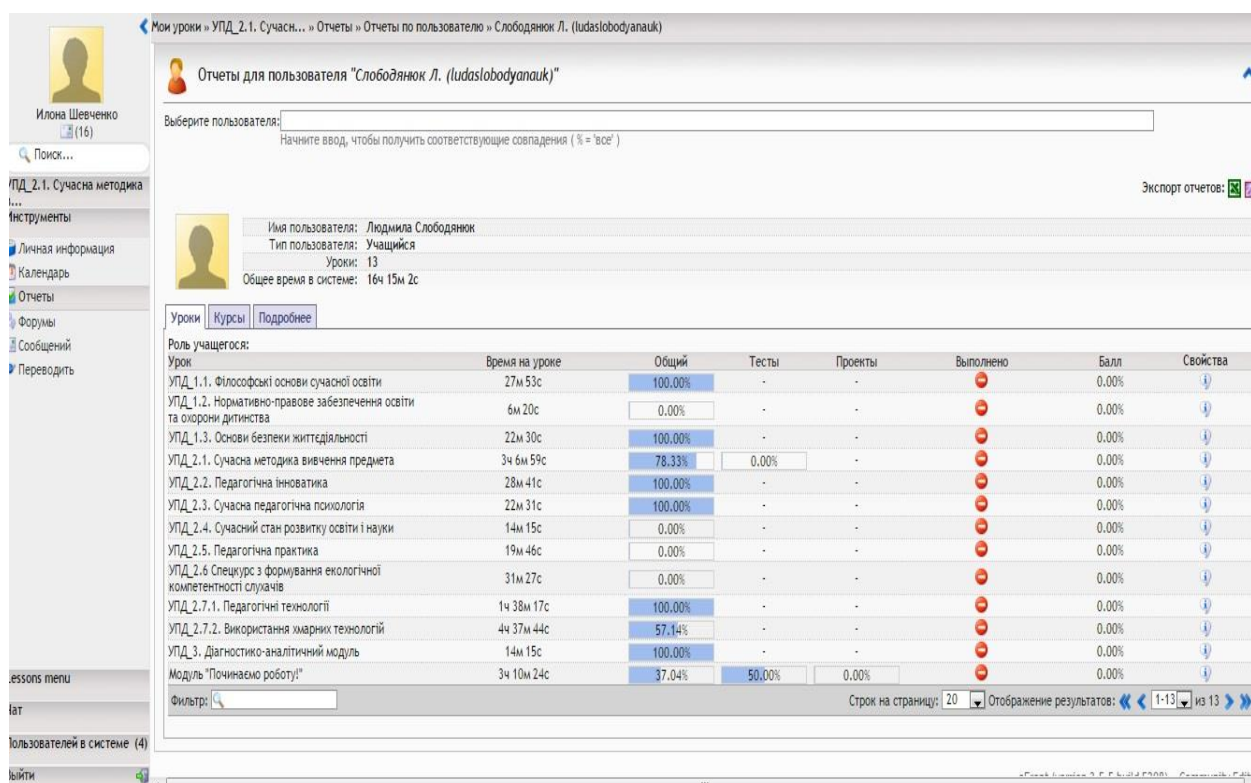 Мои уроки » УПД_2.1. Сучасн... » Отчеты » Отчеты по пользователю » Слободянюк Л. (ludaslobodyanauk)
Отчеты для пользователя "Слободянюк Л. (ludaslobodyanauk)"
Илона Шевченко
(16)
Поиск...
УПД_2.1. Сучасна методика
в...
Инструменты
Личная информация
Календарь
Отчеты
Форумы
Сообщений
Переводить
Lessons menu
Чат
Пользователей в системе (4)
Выйти
Выберите пользователя:
Начните ввод, чтобы получить соответствующие совпадения ( % = 'все' )
Экспорт отчетов:
Имя пользователя: Людмила Слободянюк
Тип пользователя: Учащийся
Уроки: 13
Общее время в системе: 16ч 15м 2с
Уроки Курсы Подробнее
Роль учащегося:
Урок Время на уроке Общий Тесты Проекты Выполнено Балл Свойства
УПД_1.1. Філософські основи сучасної освіти 27м 53с 100.00% - - 0.00%
УПД_1.2. Нормативно-правове забезпечення освіти
та охорони дитинства 6м 20с 0.00% - - 0.00%
УПД_1.3. Основи безпеки життєдіяльності 22м 30с 100.00% - - 0.00%
УПД_2.1. Сучасна методика вивчення предмета 3ч 6м 59с 78.33% 0.00% - 0.00%
УПД_2.2. Педагогічна інноватика 28м 41с 100.00% - - 0.00%
УПД_2.3. Сучасна педагогічна психологія 22м 31с 100.00% - - 0.00%
УПД_2.4. Сучасний стан розвитку освіти і науки 14м 15с 0.00% - - 0.00%
УПД_2.5. Педагогічна практика 19м 46с 0.00% - - 0.00%
УПД_2.6 Спецкурс з формування екологічної
компетентності слухачів 31м 27с 0.00% - - 0.00%
УПД_2.7.1. Педагогічні технології 1ч 38м 17с 100.00% - - 0.00%
УПД_2.7.2. Використання хмарних технологій 4ч 37м 44с 57.14% - - 0.00%
УПД_3. Діагностико-аналітичний модуль 14м 15с 100.00% - - 0.00%
Модуль "Починаємо роботу!" 3ч 10м 24с 37.04% 50.00% 0.00% 0.00%
Фильтр: Строк на страницу: 20 Отображение результатов: 1-13 из 13